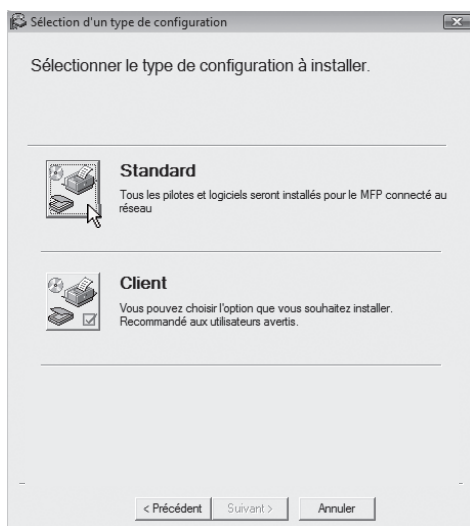 Sélection d'un type de configuration
Sélectionner le type de configuration à installer.
Standard
Tous les pilotes et logiciels seront installés pour le MFP connecté au
réseau
Client
Vous pouvez choisir l'option que vous souhaitez installer.
Recommandé aux utilisateurs avertis.
< Précédent
Suivant >
Annuler